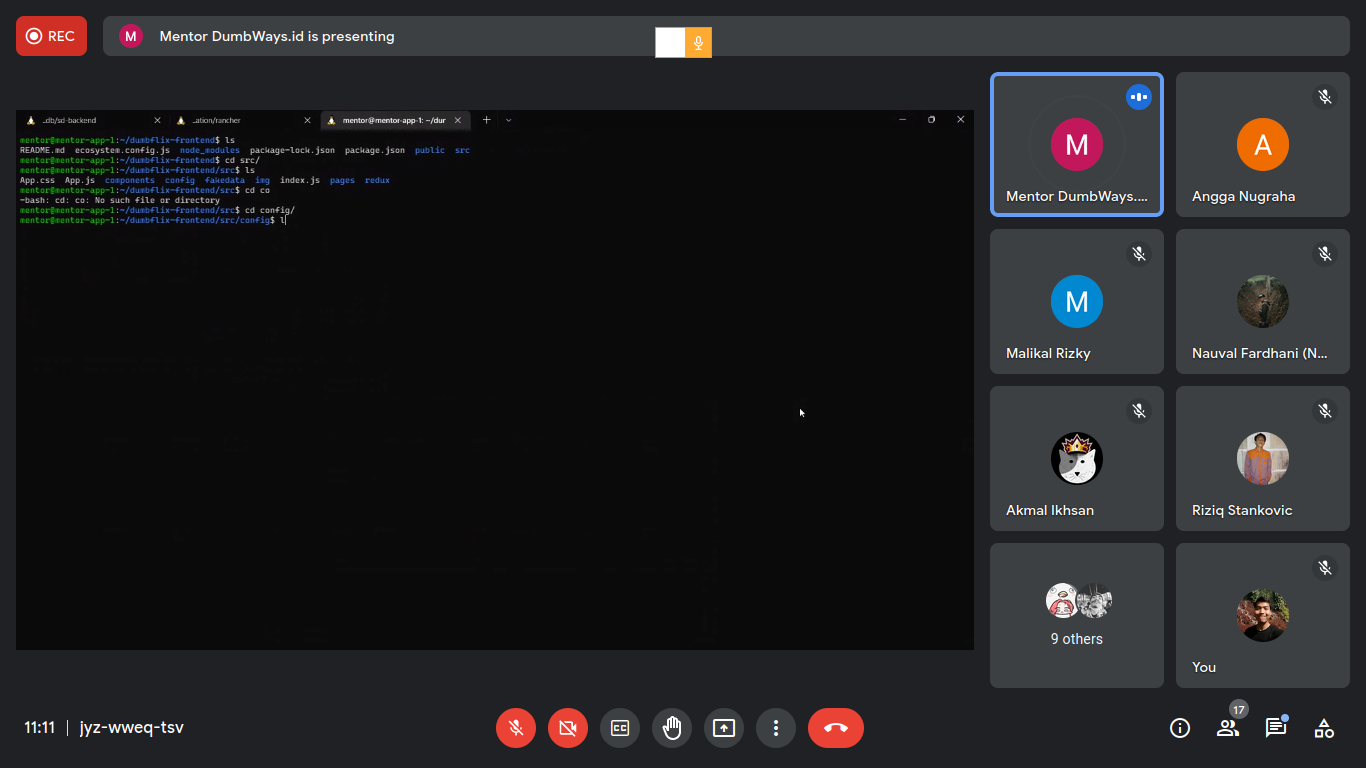 REC
M
Mentor DumbWays.id is presenting
..db/sd-backend
..ation/rancher
mentor@mentor-app-1: ~/dur
mentor@mentor-app-1:~/dumbflix-frontend$ ls
README.md ecosystem.config.js node_modules package-lock.json package.json public src
mentor@mentor-app-1:~/dumbflix-frontend$ cd src/
mentor@mentor-app-1:~/dumbflix-frontend/src$ ls
App.css App.js components config fakedata img index.js pages redux
mentor@mentor-app-1:~/dumbflix-frontend/src$ cd co
-bash: cd: co: No such file or directory
mentor@mentor-app-1:~/dumbflix-frontend/src$ cd config/
mentor@mentor-app-1:~/dumbflix-frontend/src/config$ l
M
Mentor DumbWays....
A
Angga Nugraha
M
Malikal Rizky
Nauval Fardhani (N...
Akmal Ikhsan
Riziq Stankovic
9 others
You
11:11 | jyz-wweq-tsv
CC
17